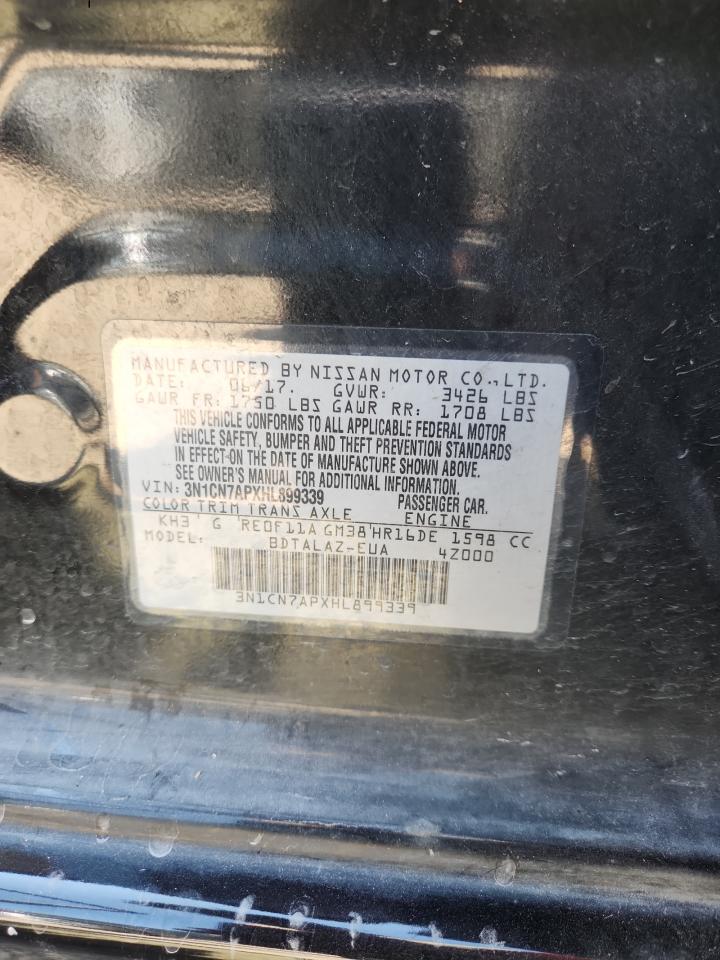 MANUFACTURED BY NISSAN MOTOR CO.,LTD.
DATE: 06/17. GVWR: 3426 LBS
GAWR FR: 1750 LBS GAWR RR: 1708 LBS
THIS VEHICLE CONFORMS TO ALL APPLICABLE FEDERAL MOTOR
VEHICLE SAFETY, BUMPER AND THEFT PREVENTION STANDARDS
IN EFFECT ON THE DATE OF MANUFACTURE SHOWN ABOVE.
SEE OWNER'S MANUAL FOR ADDITIONAL INFORMATION.
VIN: 3N1CN7APXHL899339 PASSENGER CAR.
COLOR TRIM TRANS AXLE ENGINE
KH3 G RE0F11A GM38 HR16DE 1598 CC
MODEL: BDTALAZ-EUA 4Z000
3N1CN7APXHL899339